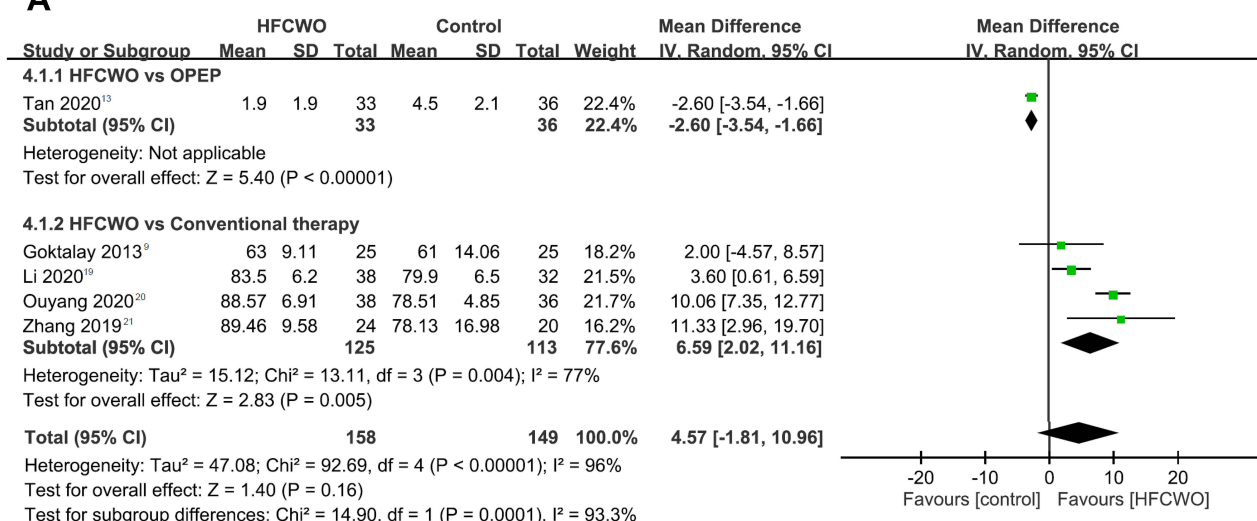 A
HFCWO Control Mean Difference Mean Difference
Study or Subgroup Mean SD Total Mean SD Total Weight IV, Random, 95% CI IV, Random, 95% CI
4.1.1 HFCWO vs OPEP
Tan 2020¹³ 1.9 1.9 33 4.5 2.1 36 22.4% -2.60 [-3.54, -1.66]
Subtotal (95% CI) 33 36 22.4% -2.60 [-3.54, -1.66]
Heterogeneity: Not applicable
Test for overall effect: Z = 5.40 (P < 0.00001)
4.1.2 HFCWO vs Conventional therapy
Goktalay 2013⁹ 63 9.11 25 61 14.06 25 18.2% 2.00 [-4.57, 8.57]
Li 2020¹⁹ 83.5 6.2 38 79.9 6.5 32 21.5% 3.60 [0.61, 6.59]
Ouyang 2020²⁰ 88.57 6.91 38 78.51 4.85 36 21.7% 10.06 [7.35, 12.77]
Zhang 2019²¹ 89.46 9.58 24 78.13 16.98 20 16.2% 11.33 [2.96, 19.70]
Subtotal (95% CI) 125 113 77.6% 6.59 [2.02, 11.16]
Heterogeneity: Tau² = 15.12; Chi² = 13.11, df = 3 (P = 0.004); I² = 77%
Test for overall effect: Z = 2.83 (P = 0.005)
Total (95% CI) 158 149 100.0% 4.57 [-1.81, 10.96]
Heterogeneity: Tau² = 47.08; Chi² = 92.69, df = 4 (P < 0.00001); I² = 96%
Test for overall effect: Z = 1.40 (P = 0.16)
Test for subgroup differences: Chi² = 14.90, df = 1 (P = 0.0001), I² = 93.3%
-20 -10 0 10 20
Favours [control] Favours [HFCWO]